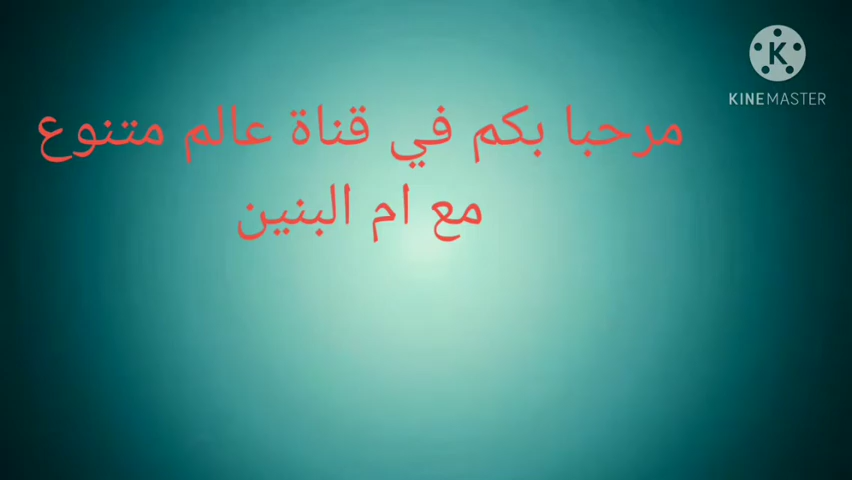 K
KINEMASTER
مرحبا بكم في قناة عالم متنوع
مع ام البنين